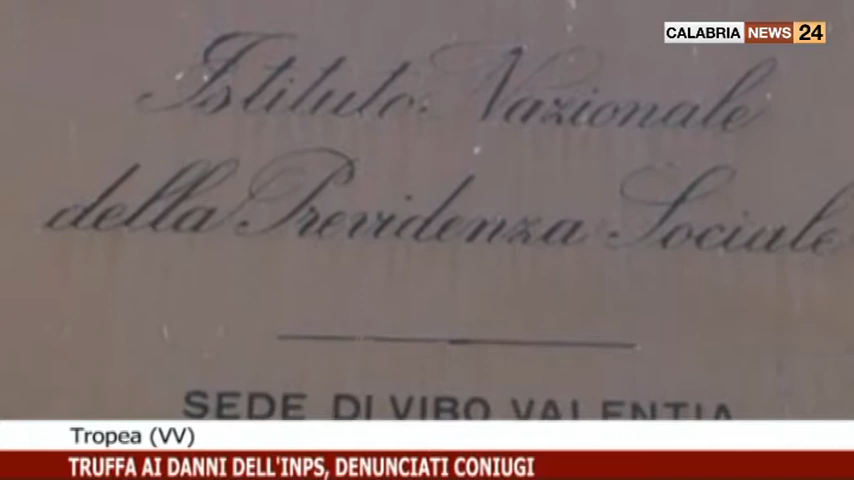 CALABRIA NEWS 24
Istituto Nazionale
della Previdenza Sociale
SEDE DI VIBO VALENTIA
Tropea (VV)
TRUFFA AI DANNI DELL'INPS, DENUNCIATI CONIUGI